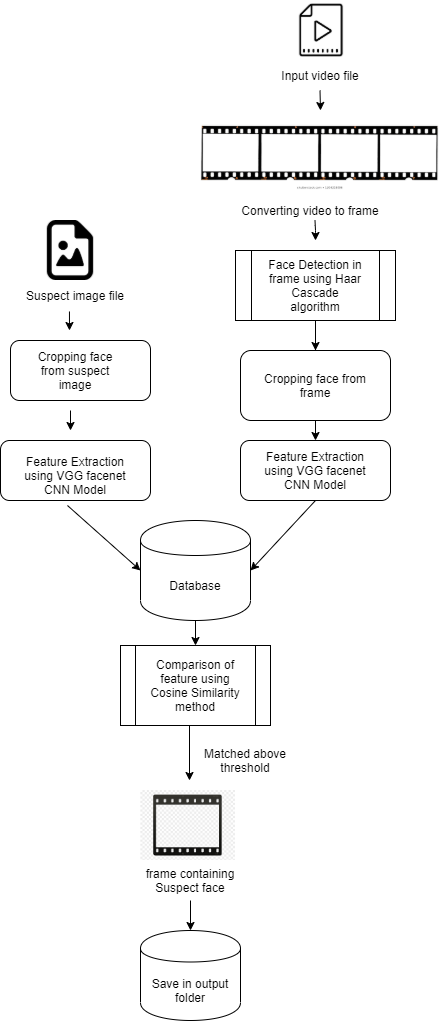 Input video file
Converting video to frame
Face Detection in
frame using Haar
Cascade
algorithm
Suspect image file
Cropping face
from suspect
image
Cropping face from
frame
Feature Extraction
using VGG facenet
CNN Model
Feature Extraction
using VGG facenet
CNN Model
Database
Comparison of
feature using
Cosine Similarity
method
Matched above
threshold
frame containing
Suspect face
Save in output
folder